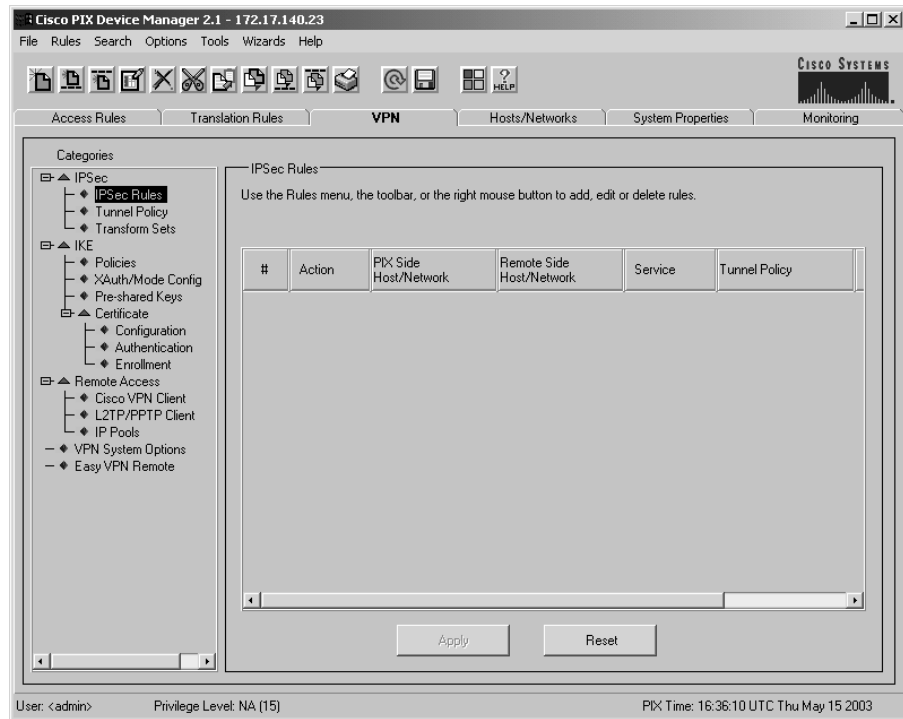 Cisco PIX Device Manager 2.1 - 172.17.140.23
File Rules Search Options Tools Wizards Help
HELP
CISCO SYSTEMS
Access Rules Translation Rules VPN Hosts/Networks System Properties Monitoring
Categories
IPSec
IPSec Rules
Tunnel Policy
Transform Sets
IKE
Policies
XAuth/Mode Config
Pre-shared Keys
Certificate
Configuration
Authentication
Enrollment
Remote Access
Cisco VPN Client
L2TP/PPTP Client
IP Pools
VPN System Options
Easy VPN Remote
IPSec Rules
Use the Rules menu, the toolbar, or the right mouse button to add, edit or delete rules.
# Action PIX Side Host/Network Remote Side Host/Network Service Tunnel Policy
Apply Reset
User: <admin> Privilege Level: NA (15) PIX Time: 16:36:10 UTC Thu May 15 2003